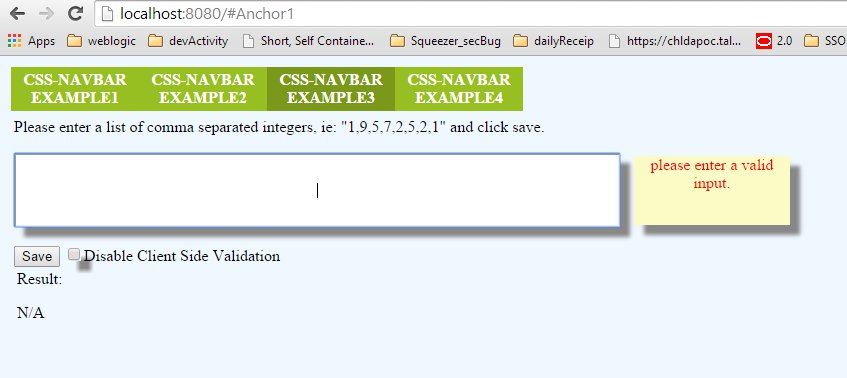 localhost:8080/#Anchor1
Apps weblogic devActivity Short, Self Containe... Squeezer_secBug dailyReceip https://chldapoc.tal... 2.0 SSO
CSS-NAVBAR CSS-NAVBAR CSS-NAVBAR CSS-NAVBAR
EXAMPLE1 EXAMPLE2 EXAMPLE3 EXAMPLE4
Please enter a list of comma separated integers, ie: "1,9,5,7,2,5,2,1" and click save.
please enter a valid
input.
Save Disable Client Side Validation
Result:
N/A